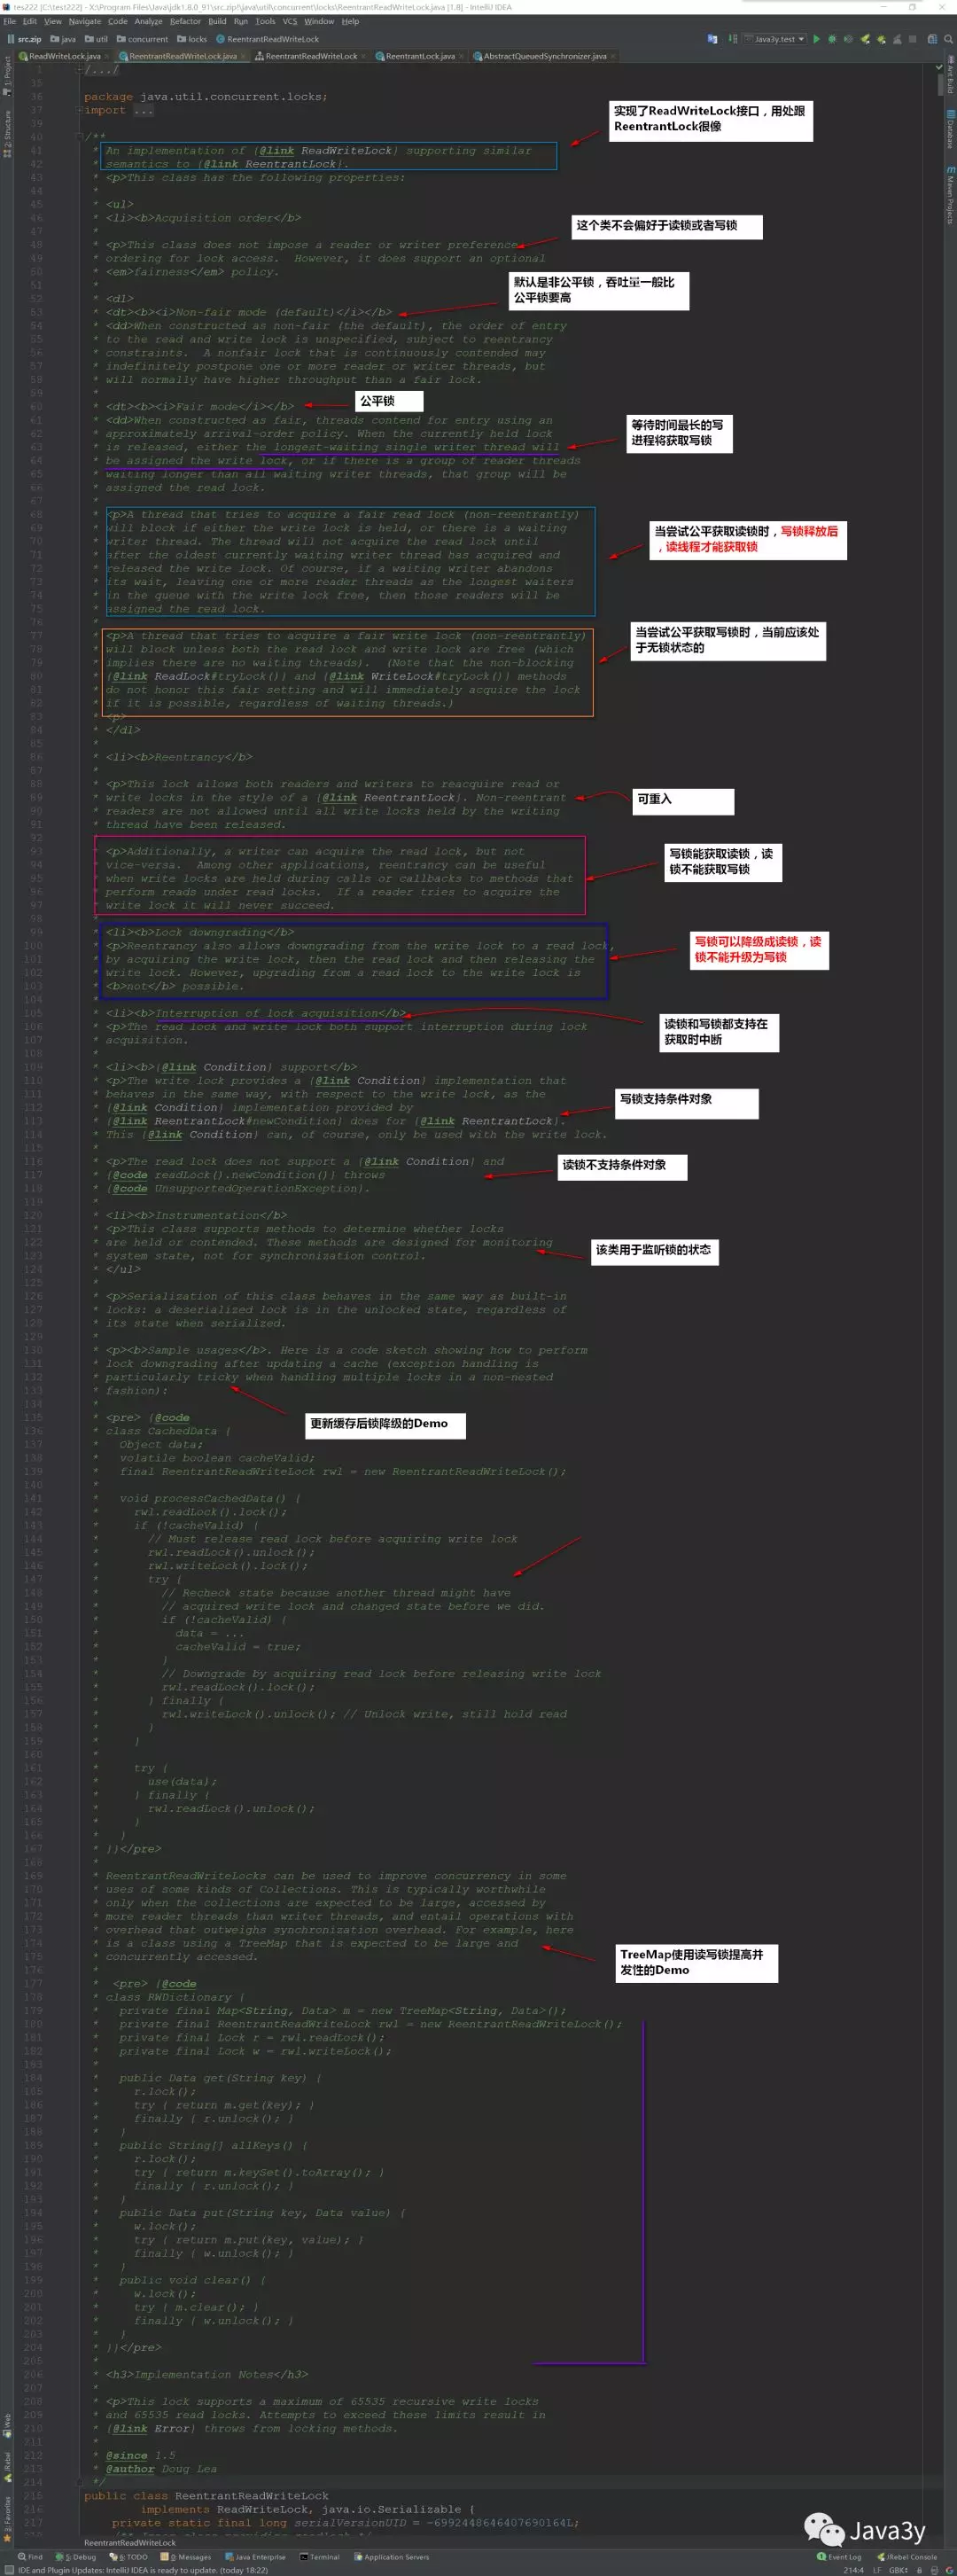 tes222 [C:\test222] - X:\Program Files\Java\jdk1.8.0_91\src.zip!\java\util\concurrent\locks\ReentrantReadWriteLock.java [1.8] - IntelliJ IDEA
File Edit View Navigate Code Analyze Refactor Build Run Tools VCS Window Help
src.zip java util concurrent locks ReentrantReadWriteLock
Java3y.test
ReadWriteLock.java ReentrantReadWriteLock.java ReentrantReadWriteLock ReentrantLock.java AbstractQueuedSynchronizer.java
1 /.../
35
36 package java.util.concurrent.locks;
37 import ...
39
40 /**
实现了ReadWriteLock接口，用处跟
ReentrantLock很像
41 * An implementation of {@link ReadWriteLock} supporting similar
42 * semantics to {@link ReentrantLock}.
43 * <p>This class has the following properties:
44 *
45 * <ul>
46 * <li><b>Acquisition order</b>
47 *
这个类不会偏好于读锁或者写锁
48 * <p>This class does not impose a reader or writer preference
49 * ordering for lock access.  However, it does support an optional
50 * <em>fairness</em> policy.
51 *
默认是非公平锁，吞吐量一般比
公平锁要高
52 * <dl>
53 * <dt><b><i>Non-fair mode (default)</i></b>
54 * <dd>When constructed as non-fair (the default), the order of entry
55 * to the read and write lock is unspecified, subject to reentrancy
56 * constraints.  A nonfair lock that is continuously contended may
57 * indefinitely postpone one or more reader or writer threads, but
58 * will normally have higher throughput than a fair lock.
59 *
60 * <dt><b><i>Fair mode</i></b>
公平锁
61 * <dd>When constructed as fair, threads contend for entry using an
62 * approximately arrival-order policy. When the currently held lock
63 * is released, either the longest-waiting single writer thread will
等待时间最长的写
进程将获取写锁
64 * be assigned the write lock, or if there is a group of reader threads
65 * waiting longer than all waiting writer threads, that group will be
66 * assigned the read lock.
67 *
68 * <p>A thread that tries to acquire a fair read lock (non-reentrantly)
69 * will block if either the write lock is held, or there is a waiting
70 * writer thread. The thread will not acquire the read lock until
当尝试公平获取读锁时，写锁释放后
，读线程才能获取锁
71 * after the oldest currently waiting writer thread has acquired and
72 * released the write lock. Of course, if a waiting writer abandons
73 * its wait, leaving one or more reader threads as the longest waiters
74 * in the queue with the write lock free, then those readers will be
75 * assigned the read lock.
76 *
77 * <p>A thread that tries to acquire a fair write lock (non-reentrantly)
当尝试公平获取写锁时，当前应该处
于无锁状态的
78 * will block unless both the read lock and write lock are free (which
79 * implies there are no waiting threads).  (Note that the non-blocking
80 * {@link ReadLock#tryLock()} and {@link WriteLock#tryLock()} methods
81 * do not honor this fair setting and will immediately acquire the lock
82 * if it is possible, regardless of waiting threads.)
83 * <p>
84 * </dl>
85 *
86 * <li><b>Reentrancy</b>
87 *
88 * <p>This lock allows both readers and writers to reacquire read or
89 * write locks in the style of a {@link ReentrantLock}. Non-reentrant
可重入
90 * readers are not allowed until all write locks held by the writing
91 * thread have been released.
92 *
93 * <p>Additionally, a writer can acquire the read lock, but not
94 * vice-versa.  Among other applications, reentrancy can be useful
写锁能获取读锁，读
锁不能获取写锁
95 * when write locks are held during calls or callbacks to methods that
96 * perform reads under read locks.  If a reader tries to acquire the
97 * write lock it will never succeed.
98 *
99 * <li><b>Lock downgrading</b>
100 * <p>Reentrancy also allows downgrading from the write lock to a read lock,
写锁可以降级成读锁，读
锁不能升级为写锁
101 * by acquiring the write lock, then the read lock and then releasing the
102 * write lock. However, upgrading from a read lock to the write lock is
103 * <b>not</b> possible.
104 *
105 * <li><b>Interruption of lock acquisition</b>
106 * <p>The read lock and write lock both support interruption during lock
读锁和写锁都支持在
获取时中断
107 * acquisition.
108 *
109 * <li><b>{@link Condition} support</b>
110 * <p>The write lock provides a {@link Condition} implementation that
111 * behaves in the same way, with respect to the write lock, as the
112 * {@link Condition} implementation provided by
写锁支持条件对象
113 * {@link ReentrantLock#newCondition} does for {@link ReentrantLock}.
114 * This {@link Condition} can, of course, only be used with the write lock.
115 *
116 * <p>The read lock does not support a {@link Condition} and
读锁不支持条件对象
117 * {@code readLock().newCondition()} throws
118 * {@code UnsupportedOperationException}.
119 *
120 * <li><b>Instrumentation</b>
121 * <p>This class supports methods to determine whether locks
122 * are held or contended. These methods are designed for monitoring
该类用于监听锁的状态
123 * system state, not for synchronization control.
124 * </ul>
125 *
126 * <p>Serialization of this class behaves in the same way as built-in
127 * locks: a deserialized lock is in the unlocked state, regardless of
128 * its state when serialized.
129 *
130 * <p><b>Sample usages</b>. Here is a code sketch showing how to perform
131 * lock downgrading after updating a cache (exception handling is
132 * particularly tricky when handling multiple locks in a non-nested
133 * fashion):
134 *
更新缓存后锁降级的Demo
135 * <pre> {@code
136 * class CachedData {
137 *   Object data;
138 *   volatile boolean cacheValid;
139 *   final ReentrantReadWriteLock rwl = new ReentrantReadWriteLock();
140 *
141 *   void processCachedData() {
142 *     rwl.readLock().lock();
143 *     if (!cacheValid) {
144 *       // Must release read lock before acquiring write lock
145 *       rwl.readLock().unlock();
146 *       rwl.writeLock().lock();
147 *       try {
148 *         // Recheck state because another thread might have
149 *         // acquired write lock and changed state before we did.
150 *         if (!cacheValid) {
151 *           data = ...
152 *           cacheValid = true;
153 *         }
154 *         // Downgrade by acquiring read lock before releasing write lock
155 *         rwl.readLock().lock();
156 *       } finally {
157 *         rwl.writeLock().unlock(); // Unlock write, still hold read
158 *       }
159 *     }
160 *
161 *     try {
162 *       use(data);
163 *     } finally {
164 *       rwl.readLock().unlock();
165 *     }
166 *   }
167 * }}</pre>
168 *
169 * ReentrantReadWriteLocks can be used to improve concurrency in some
170 * uses of some kinds of Collections. This is typically worthwhile
171 * only when the collections are expected to be large, accessed by
172 * more reader threads than writer threads, and entail operations with
173 * overhead that outweighs synchronization overhead. For example, here
174 * is a class using a TreeMap that is expected to be large and
TreeMap使用读写锁提高并
发性的Demo
175 * concurrently accessed.
176 *
177 *  <pre> {@code
178 * class RWDictionary {
179 *   private final Map<String, Data> m = new TreeMap<String, Data>();
180 *   private final ReentrantReadWriteLock rwl = new ReentrantReadWriteLock();
181 *   private final Lock r = rwl.readLock();
182 *   private final Lock w = rwl.writeLock();
183 *
184 *   public Data get(String key) {
185 *     r.lock();
186 *     try { return m.get(key); }
187 *     finally { r.unlock(); }
188 *   }
189 *   public String[] allKeys() {
190 *     r.lock();
191 *     try { return m.keySet().toArray(); }
192 *     finally { r.unlock(); }
193 *   }
194 *   public Data put(String key, Data value) {
195 *     w.lock();
196 *     try { return m.put(key, value); }
197 *     finally { w.unlock(); }
198 *   }
199 *   public void clear() {
200 *     w.lock();
201 *     try { m.clear(); }
202 *     finally { w.unlock(); }
203 *   }
204 * }}</pre>
205 *
206 * <h3>Implementation Notes</h3>
207 *
208 * <p>This lock supports a maximum of 65535 recursive write locks
209 * and 65535 read locks. Attempts to exceed these limits result in
210 * {@link Error} throws from locking methods.
211 *
212 * @since 1.5
213 * @author Doug Lea
214 */
215 public class ReentrantReadWriteLock
216 implements ReadWriteLock, java.io.Serializable {
217 private static final long serialVersionUID = -6992448646407690164L;
ReentrantReadWriteLock
Java3y
Find 5: Debug 6: TODO 0: Messages Java Enterprise Terminal Application Servers Event Log JRebel Console
IDE and Plugin Updates: IntelliJ IDEA is ready to update. (today 18:22) 214:4 LF GBK
1: Project
7: Structure
Web
JRebel
2: Favorites
Ant Build
Database
Maven Projects